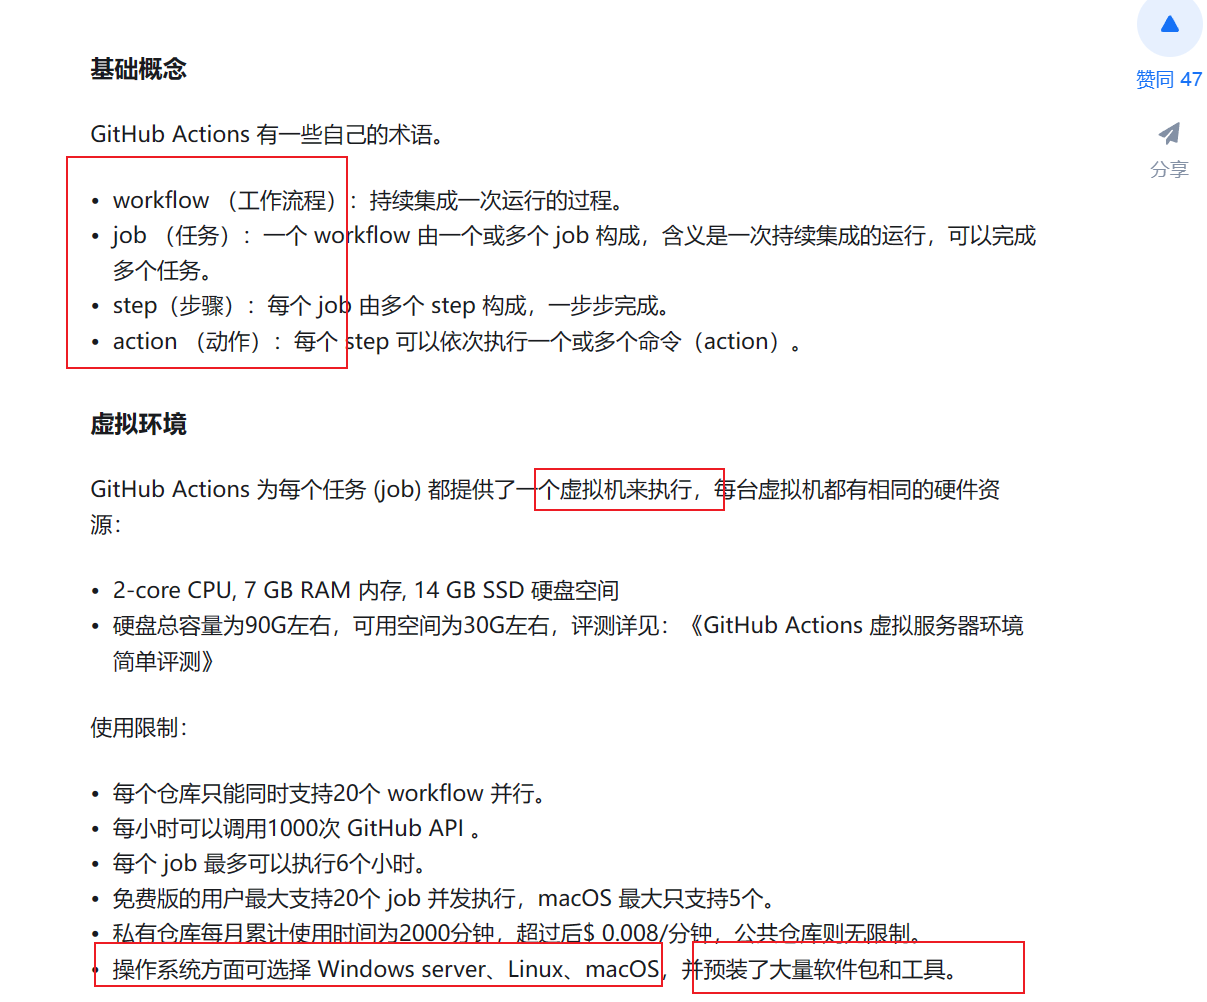 基础概念
赞同 47
GitHub Actions 有一些自己的术语。
分享
• workflow （工作流程）：持续集成一次运行的过程。
• job （任务）：一个 workflow 由一个或多个 job 构成，含义是一次持续集成的运行，可以完成
多个任务。
• step（步骤）：每个 job 由多个 step 构成，一步步完成。
• action （动作）：每个 step 可以依次执行一个或多个命令（action）。
虚拟环境
GitHub Actions 为每个任务 (job) 都提供了一个虚拟机来执行，每台虚拟机都有相同的硬件资
源：
• 2-core CPU, 7 GB RAM 内存, 14 GB SSD 硬盘空间
• 硬盘总容量为90G左右，可用空间为30G左右，评测详见：《GitHub Actions 虚拟服务器环境
简单评测》
使用限制：
• 每个仓库只能同时支持20个 workflow 并行。
• 每小时可以调用1000次 GitHub API 。
• 每个 job 最多可以执行6个小时。
• 免费版的用户最大支持20个 job 并发执行，macOS 最大只支持5个。
• 私有仓库每月累计使用时间为2000分钟，超过后$ 0.008/分钟，公共仓库则无限制。
• 操作系统方面可选择 Windows server、Linux、macOS，并预装了大量软件包和工具。